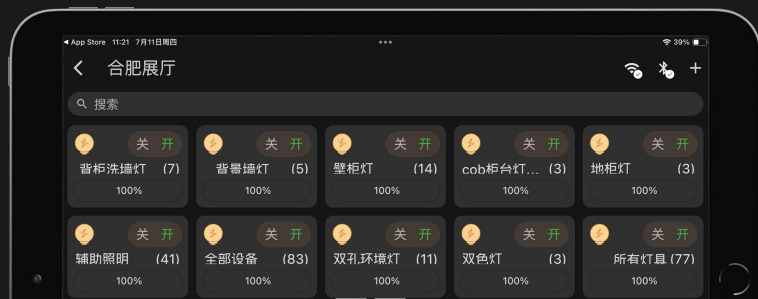 App Store 11:21 7月11日周四 39%
合肥展厅
搜索
关 开 关 开 关 开 关 开 关 开
背柜洗墙灯 (7) 背景墙灯 (5) 壁柜灯 (14) cob柜台灯... (3) 地柜灯 (3)
100% 100% 100% 100% 100%
关 开 关 开 关 开 关 开 关 开
辅助照明 (41) 全部设备 (83) 双孔环境灯 (11) 双色灯 (3) 所有灯具 (77)
100% 100% 100% 100% 100%